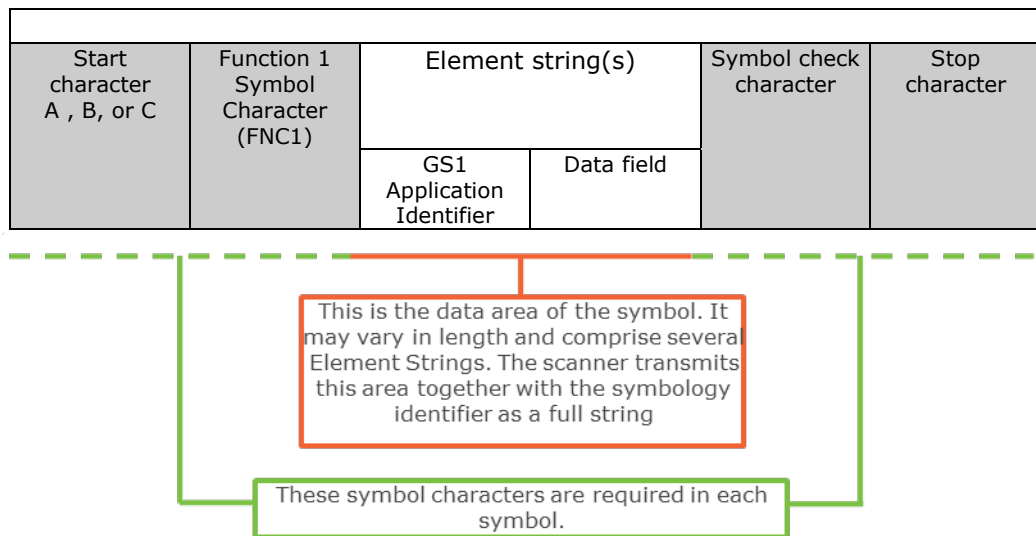 Start
character
A , B, or C
Function 1
Symbol
Character
(FNC1)
Element string(s)
Symbol check
character
Stop
character
GS1
Application
Identifier
Data field
This is the data area of the symbol. It
may vary in length and comprise several
Element Strings. The scanner transmits
this area together with the symbology
identifier as a full string
These symbol characters are required in each
symbol.